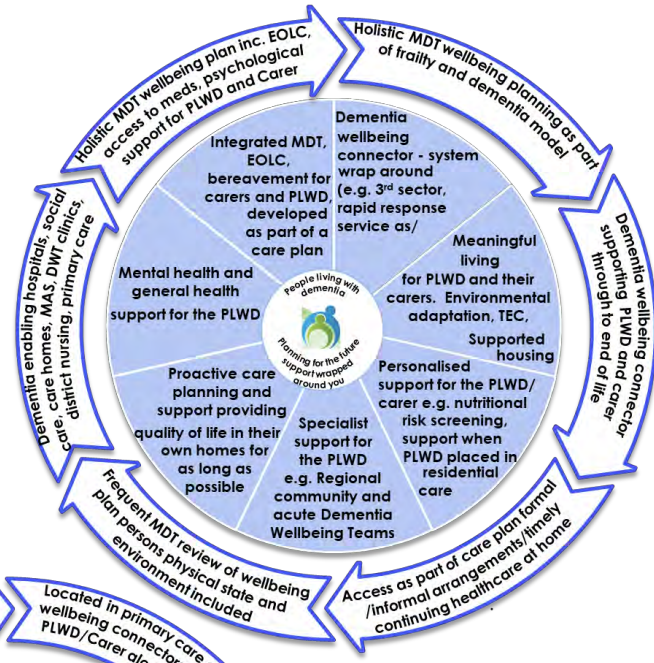 Holistic MDT wellbeing plan inc. EOLC,
access to meds, psychological
support for PLWD and Carer
Holistic MDT wellbeing planning as part
of frailty and dementia model
Dementia wellbeing connector
supporting PLWD and carer
through to end of life
Access as part of care plan formal
/informal arrangements/timely
continuing healthcare at home
Frequent MDT review of wellbeing
plan persons physical state and
environment included
Dementia enabling hospitals, social
care, care homes, MAS, DWT clinics,
district nursing, primary care
Dementia
wellbeing
connector - system
wrap around
(e.g. 3rd sector,
rapid response
service as/
Meaningful
living
for PLWD and their
carers. Environmental
adaptation, TEC,
Supported
housing
Personalised
support for the PLWD/
carer e.g. nutritional
risk screening,
support when
PLWD placed in
residential
care
Specialist
support for
the PLWD
e.g. Regional
community and
acute Dementia
Wellbeing Teams
Proactive care
planning and
support providing
quality of life in their
own homes for
as long as
possible
Mental health and
general health
support for the PLWD
Integrated MDT,
EOLC,
bereavement for
carers and PLWD,
developed
as part of a
care plan
People living with
dementia
Planning for the future
support wrapped
around you
Located in primary care
wellbeing connector
PLWD/Carer